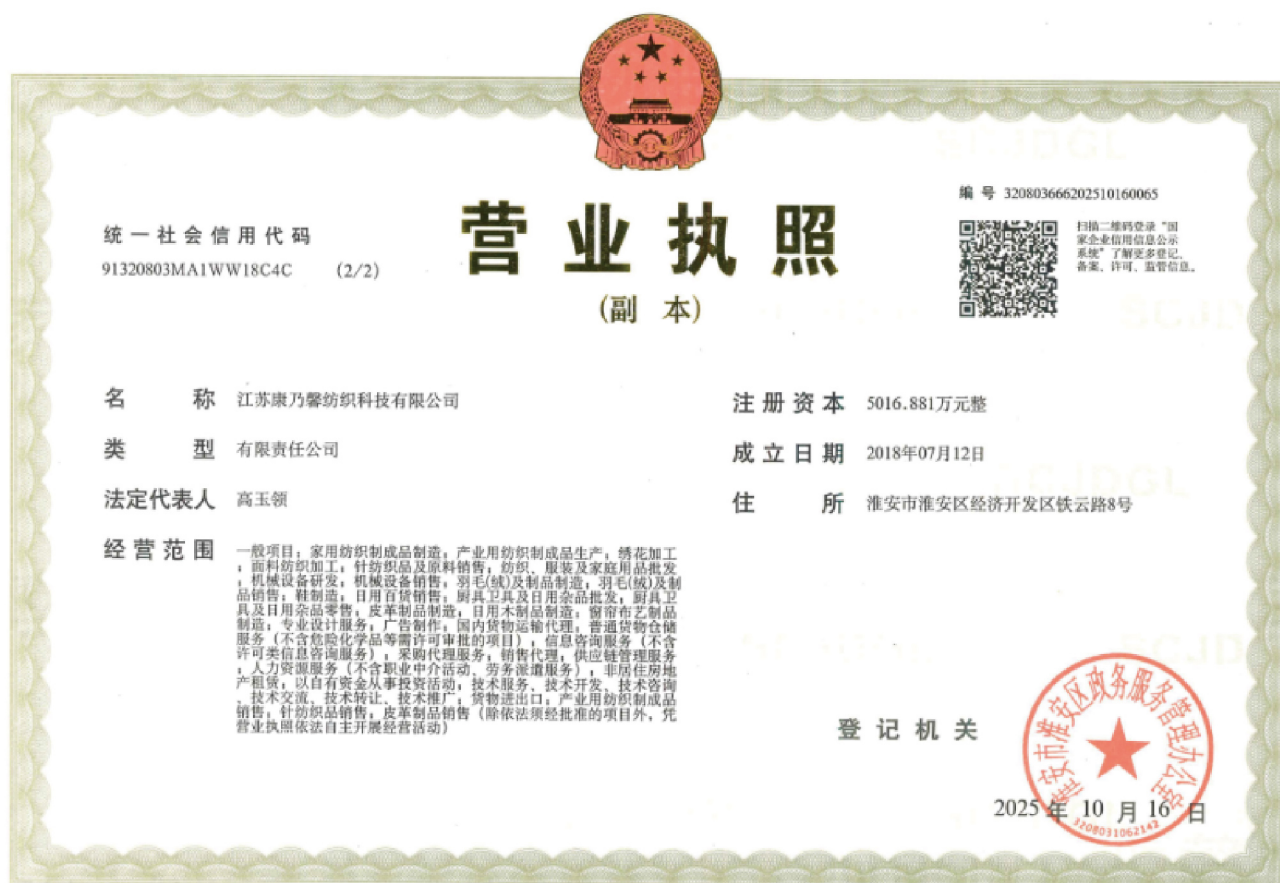 编 号 320803666202510160065
统一社会信用代码
91320803MA1WW18C4C (2/2)
营业执照
(副 本)
扫描二维码登录“国
家企业信用信息公示
系统”了解更多登记、
备案、许可、监管信息。
名 称 江苏康乃馨纺织科技有限公司
类 型 有限责任公司
法定代表人 高玉领
经营范围 一般项目：家用纺织制成品制造；产业用纺织制成品生产；绣花加工
；面料纺织加工；针纺织品及原料销售；纺织、服装及家庭用品批发
；机械设备研发；机械设备销售；羽毛(绒)及制品制造；羽毛(绒)及制
品销售；鞋制造；日用百货销售；厨具卫具及日用杂品批发；厨具卫
具及日用杂品零售；皮革制品制造；日用木制品制造；窗帘布艺制品
制造；专业设计服务；广告制作；国内货物运输代理；普通货物仓储
服务（不含危险化学品等需许可审批的项目）；信息咨询服务（不含
许可类信息咨询服务）；采购代理服务；销售代理；供应链管理服务
；人力资源服务（不含职业中介活动、劳务派遣服务）；非居住房地
产租赁；以自有资金从事投资活动；技术服务、技术开发、技术咨询
、技术交流、技术转让、技术推广；货物进出口；产业用纺织制成品
销售；针纺织品销售；皮革制品销售（除依法须经批准的项目外，凭
营业执照依法自主开展经营活动）
注册资本 5016.881万元整
成立日期 2018年07月12日
住 所 淮安市淮安区经济开发区铁云路8号
登记机关
淮安市淮安区政务服务管理办公室
3208031062142
2025 年 10 月 16 日